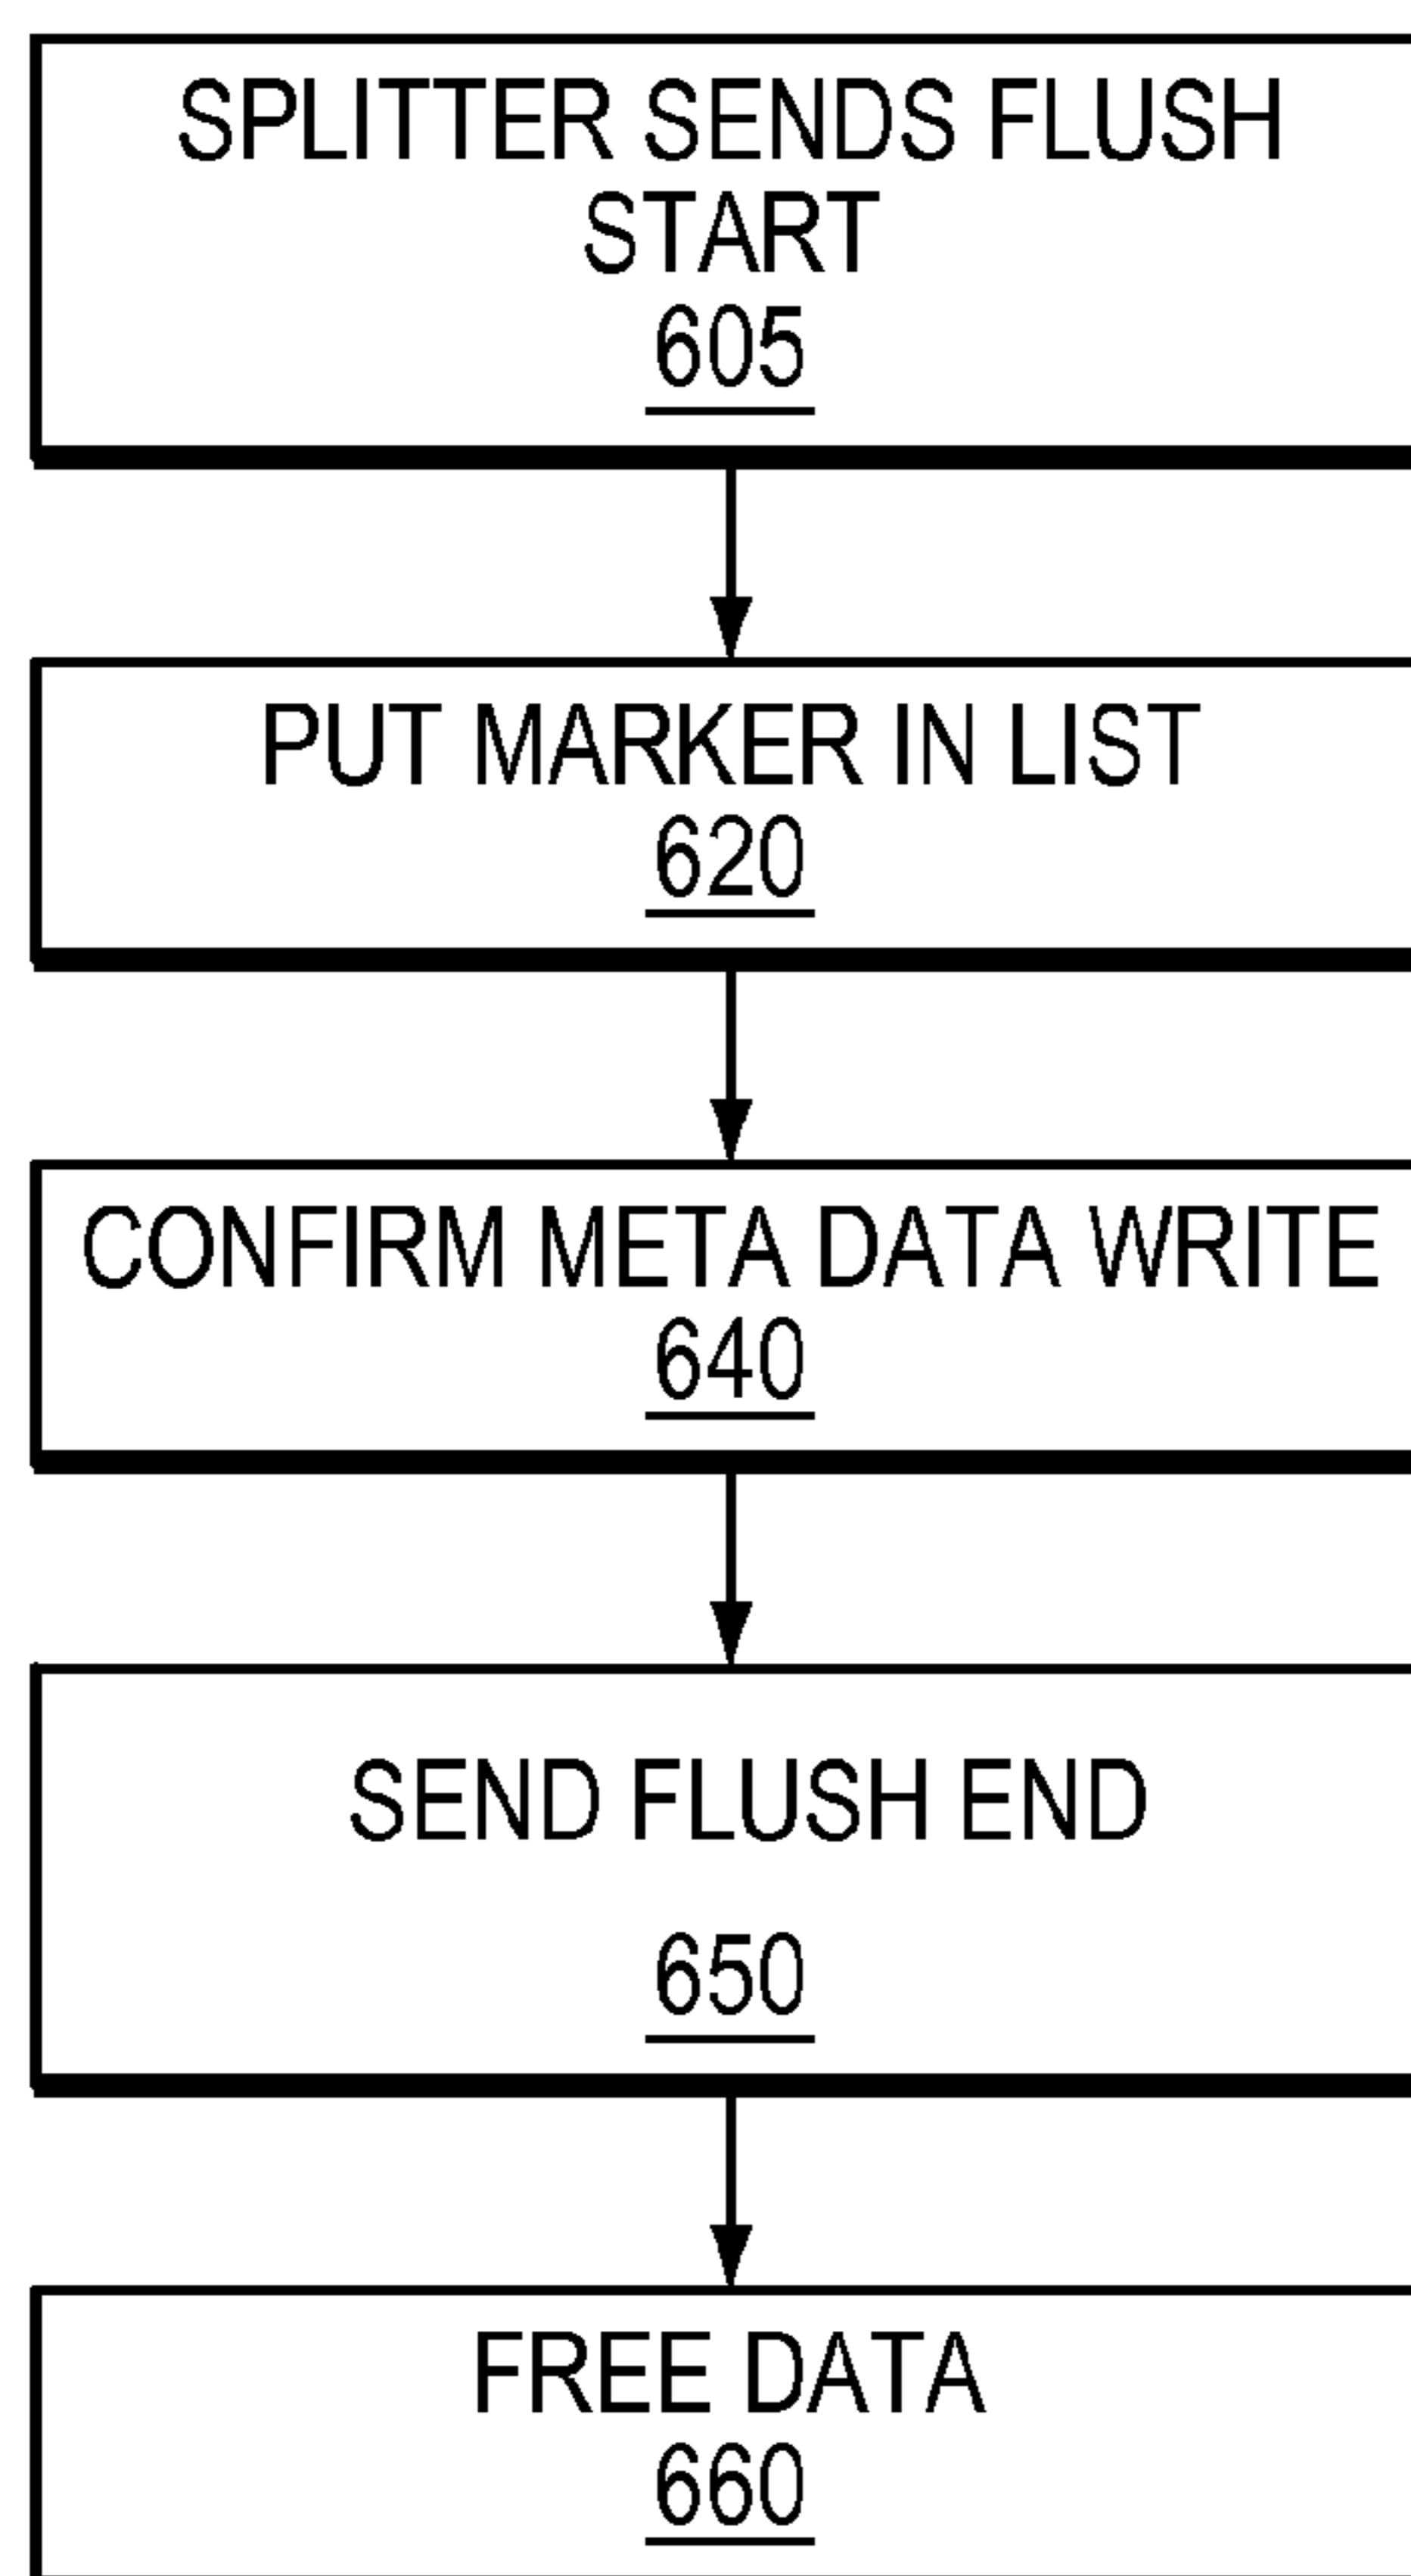 SPLITTER SENDS FLUSH
START
605
PUT MARKER IN LIST
620
CONFIRM META DATA WRITE
640
SEND FLUSH END
650
FREE DATA
660